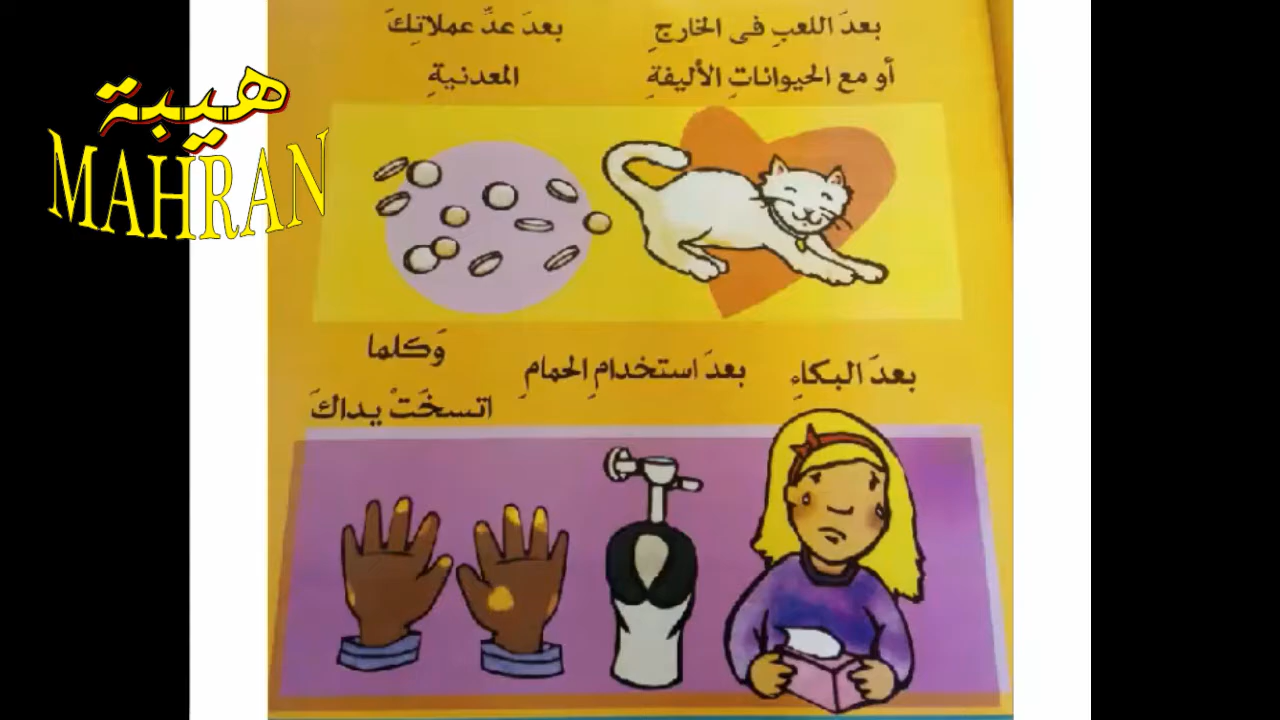 هيبة
MAHRAN
بعدَ اللعبِ فى الخارجِ
أو مع الحيواناتِ الأليفةِ
بعدَ عدِّ عملاتِكَ
المعدنيةِ
بعدَ البكاءِ
بعدَ استخدامِ الحمامِ
وَكلما
اتسخَتْ يداكَ